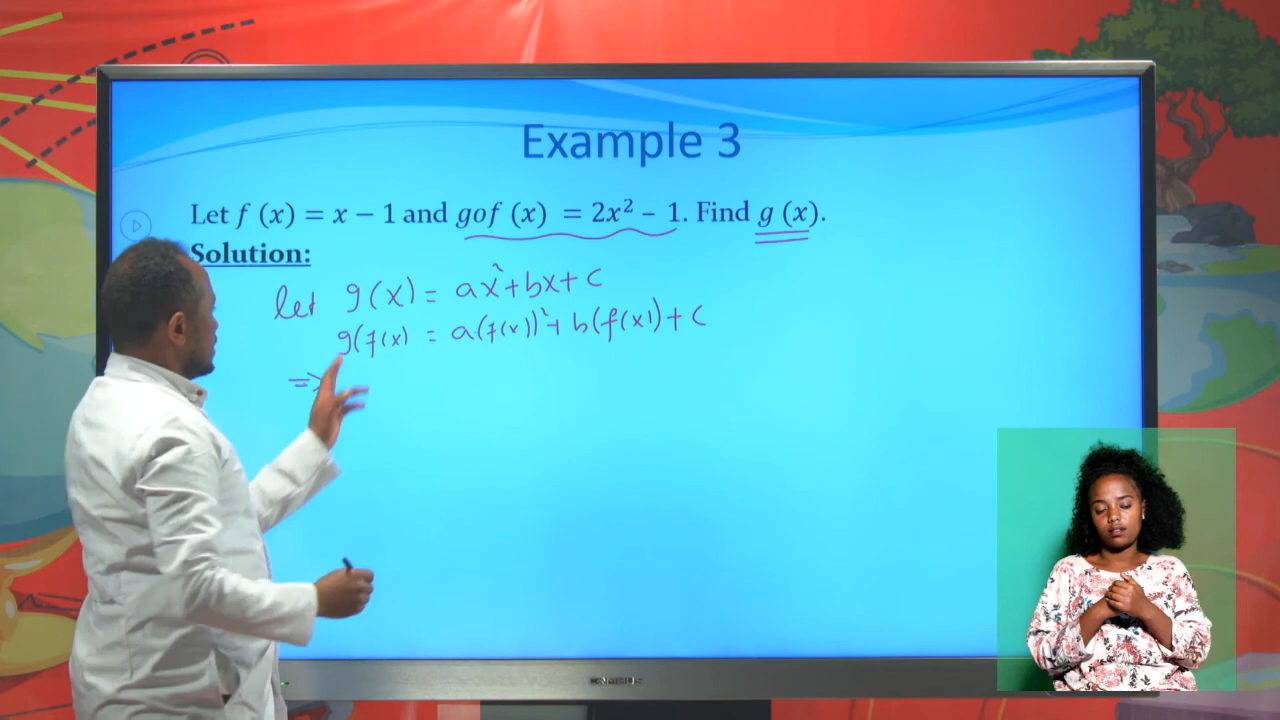 Example 3
Let f (x) = x − 1 and gof (x) = 2x² − 1. Find g (x).
Solution:
let g(x) = ax² + bx + c
g(f(x) = a(f(x))² + b(f(x)) + c
=>